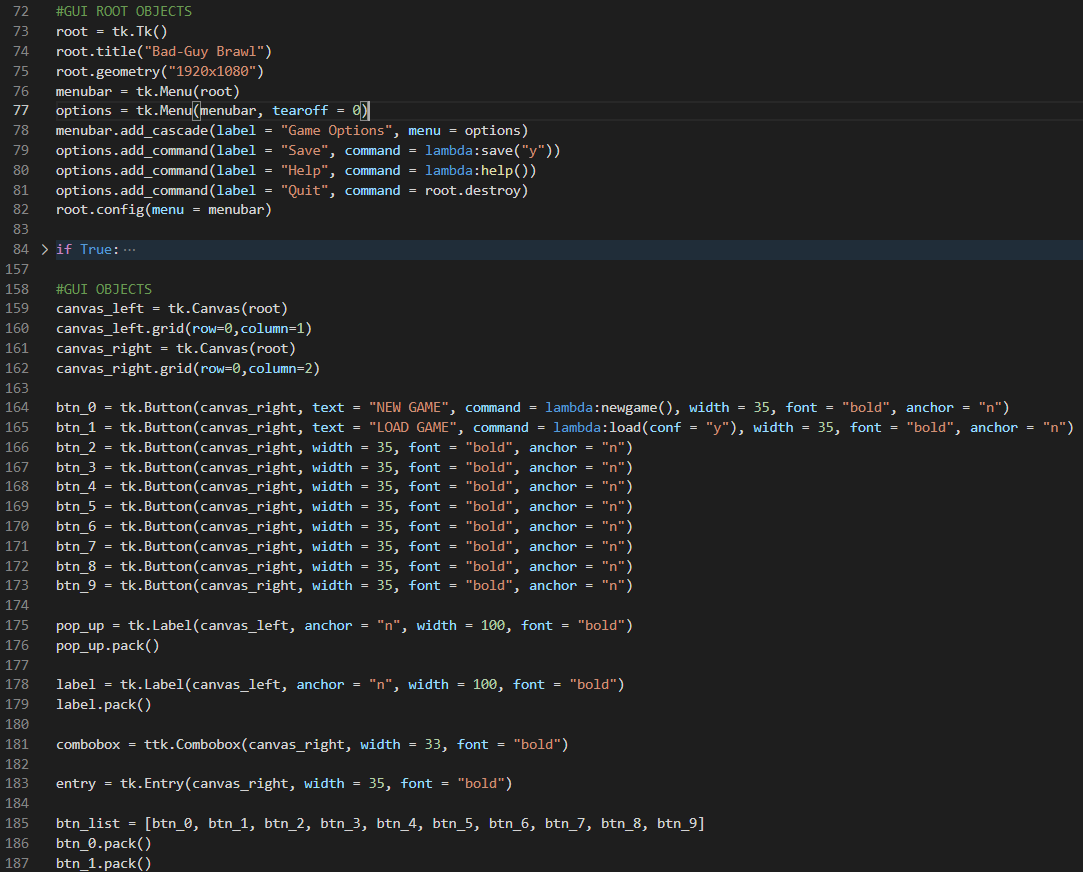 72 #GUI ROOT OBJECTS
73 root = tk.Tk()
74 root.title("Bad-Guy Brawl")
75 root.geometry("1920x1080")
76 menubar = tk.Menu(root)
77 options = tk.Menu(menubar, tearoff = 0)
78 menubar.add_cascade(label = "Game Options", menu = options)
79 options.add_command(label = "Save", command = lambda:save("y"))
80 options.add_command(label = "Help", command = lambda:help())
81 options.add_command(label = "Quit", command = root.destroy)
82 root.config(menu = menubar)
83
84 > if True:···
157
158 #GUI OBJECTS
159 canvas_left = tk.Canvas(root)
160 canvas_left.grid(row=0,column=1)
161 canvas_right = tk.Canvas(root)
162 canvas_right.grid(row=0,column=2)
163
164 btn_0 = tk.Button(canvas_right, text = "NEW GAME", command = lambda:newgame(), width = 35, font = "bold", anchor = "n")
165 btn_1 = tk.Button(canvas_right, text = "LOAD GAME", command = lambda:load(conf = "y"), width = 35, font = "bold", anchor = "n")
166 btn_2 = tk.Button(canvas_right, width = 35, font = "bold", anchor = "n")
167 btn_3 = tk.Button(canvas_right, width = 35, font = "bold", anchor = "n")
168 btn_4 = tk.Button(canvas_right, width = 35, font = "bold", anchor = "n")
169 btn_5 = tk.Button(canvas_right, width = 35, font = "bold", anchor = "n")
170 btn_6 = tk.Button(canvas_right, width = 35, font = "bold", anchor = "n")
171 btn_7 = tk.Button(canvas_right, width = 35, font = "bold", anchor = "n")
172 btn_8 = tk.Button(canvas_right, width = 35, font = "bold", anchor = "n")
173 btn_9 = tk.Button(canvas_right, width = 35, font = "bold", anchor = "n")
174
175 pop_up = tk.Label(canvas_left, anchor = "n", width = 100, font = "bold")
176 pop_up.pack()
177
178 label = tk.Label(canvas_left, anchor = "n", width = 100, font = "bold")
179 label.pack()
180
181 combobox = ttk.Combobox(canvas_right, width = 33, font = "bold")
182
183 entry = tk.Entry(canvas_right, width = 35, font = "bold")
184
185 btn_list = [btn_0, btn_1, btn_2, btn_3, btn_4, btn_5, btn_6, btn_7, btn_8, btn_9]
186 btn_0.pack()
187 btn_1.pack()